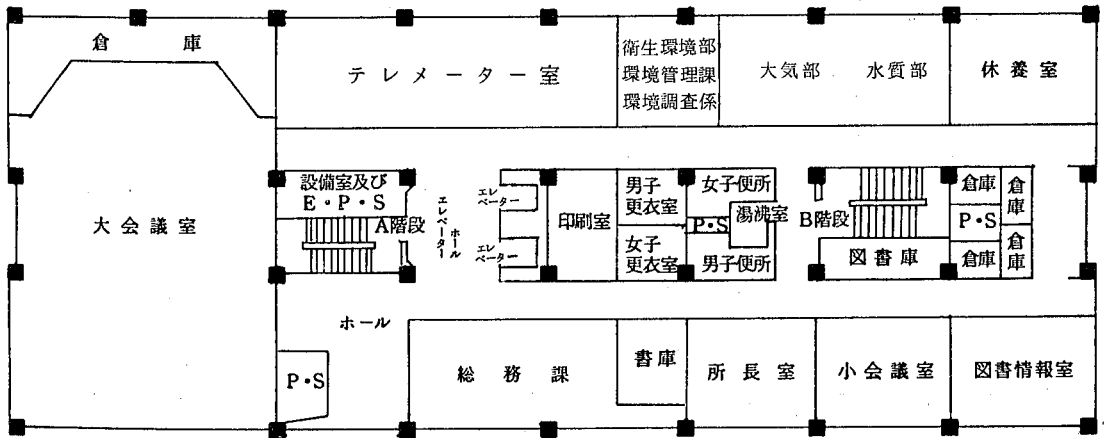 倉庫
テレメーター室
衛生環境部
環境管理課
環境調査係
大気部 水質部
休養室
大会議室
設備室及び
E・P・S
A階段
エレベーター
ホール
エレベーター
エレベーター
印刷室
男子
更衣室
女子
更衣室
女子便所
P・S
湯沸室
男子便所
B階段
図書庫
倉庫
P・S
倉庫
倉庫
倉庫
ホール
P・S
総務課
書庫
所長室
小会議室
図書情報室